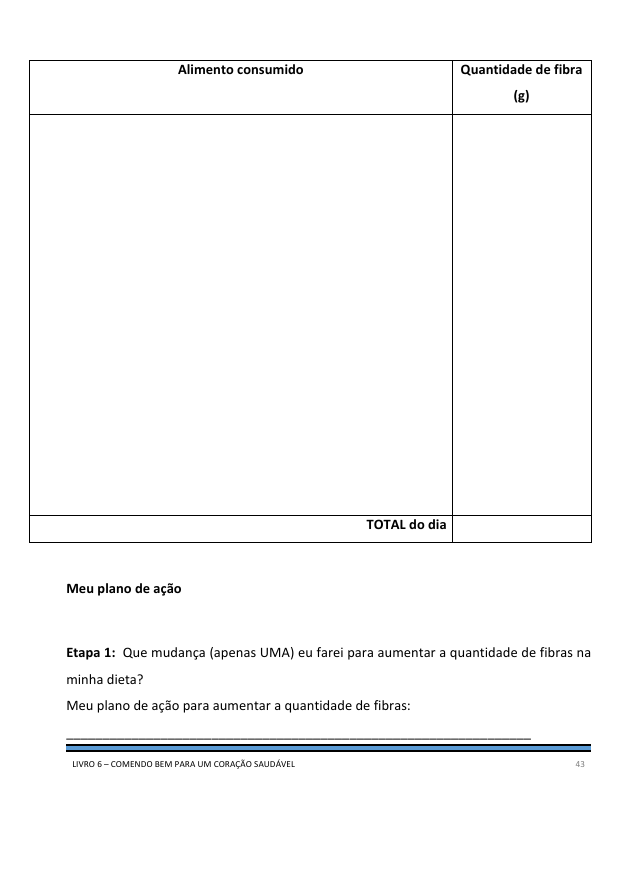 Alimento consumido
Quantidade de fibra
(g)
TOTAL do dia
Meu plano de ação
Etapa 1: Que mudança (apenas UMA) eu farei para aumentar a quantidade de fibras na
minha dieta?
Meu plano de ação para aumentar a quantidade de fibras:
_______________________________________________________________
LIVRO 6 – COMENDO BEM PARA UM CORAÇÃO SAUDÁVEL
43